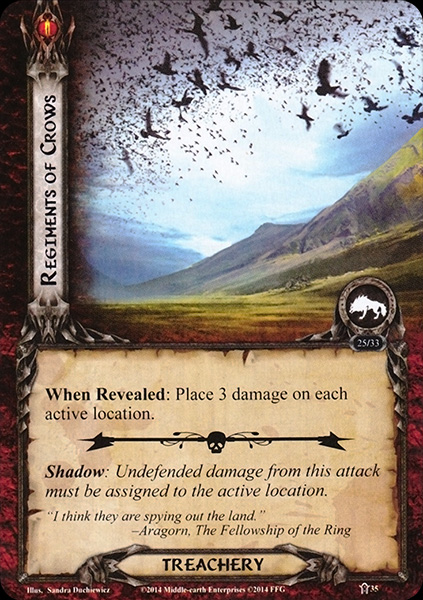 REGIMENTS OF CROWS
25/33
When Revealed: Place 3 damage on each
active location.
Shadow: Undefended damage from this attack
must be assigned to the active location.
“I think they are spying out the land.”
–Aragorn, The Fellowship of the Ring
TREACHERY
Illus. Sandra Duchiewicz ©2014 Middle-earth Enterprises ©2014 FFG 35